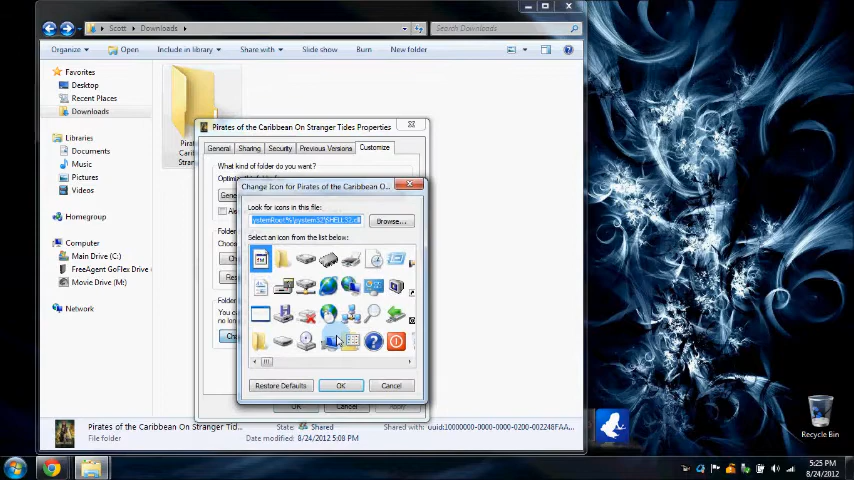 Scott
Downloads
Search Downloads
Organize
Open
Include in library
Share with
Slide show
Burn
New folder
Favorites
Desktop
Recent Places
Downloads
Libraries
Documents
Music
Pictures
Videos
Homegroup
Computer
Main Drive (C:)
FreeAgent GoFlex Drive
Movie Drive (M:)
Network
Pirates of the Caribbean On Stranger Tides Properties
General
Sharing
Security
Previous Versions
Customize
What kind of folder do you want?
Change Icon for Pirates of the Caribbean O...
Look for icons in this file:
ystemRoot%\system32\SHELL32.dll
Browse...
Select an icon from the list below:
Restore Defaults
OK
Cancel
Pirates of the Caribbean On Stranger Tid...
State:
Shared
Shared with:
File folder
Date modified: 8/24/2012 5:08 PM
Recycle Bin
5:25 PM
8/24/2012